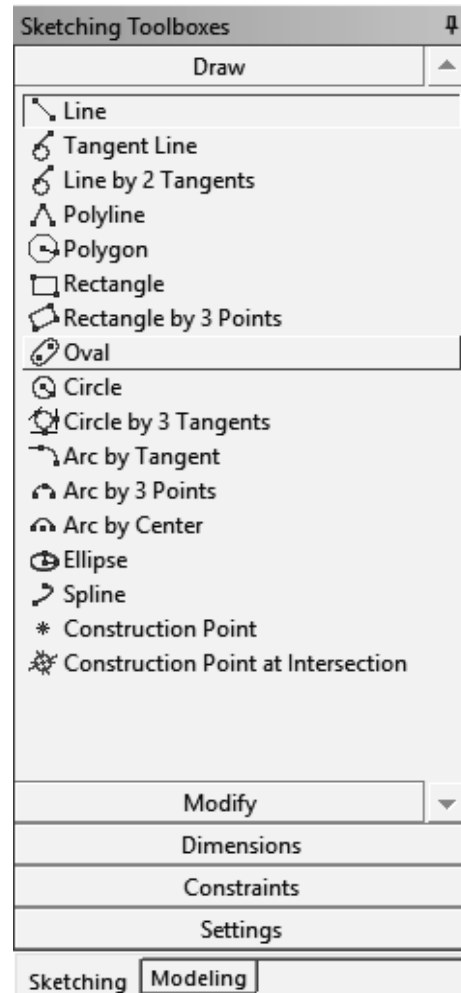 Sketching Toolboxes
Draw
Line
Tangent Line
Line by 2 Tangents
Polyline
Polygon
Rectangle
Rectangle by 3 Points
Oval
Circle
Circle by 3 Tangents
Arc by Tangent
Arc by 3 Points
Arc by Center
Ellipse
Spline
Construction Point
Construction Point at Intersection
Modify
Dimensions
Constraints
Settings
Sketching Modeling